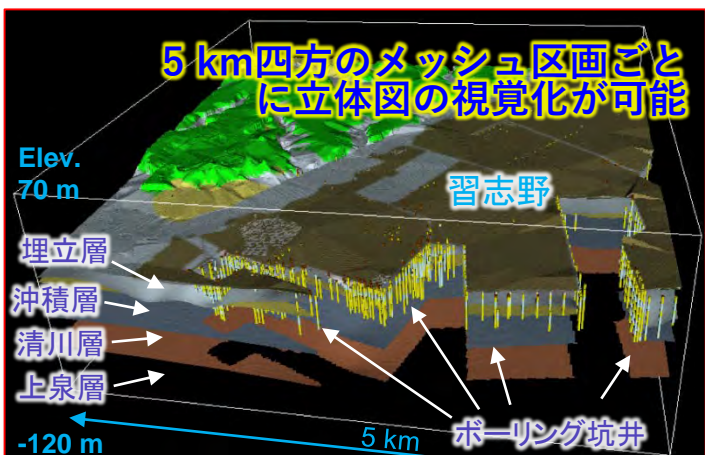 5 km四方のメッシュ区画ごと
に立体図の視覚化が可能
Elev.
70 m
習志野
埋立層
沖積層
清川層
上泉層
-120 m
5 km
ボーリング坑井